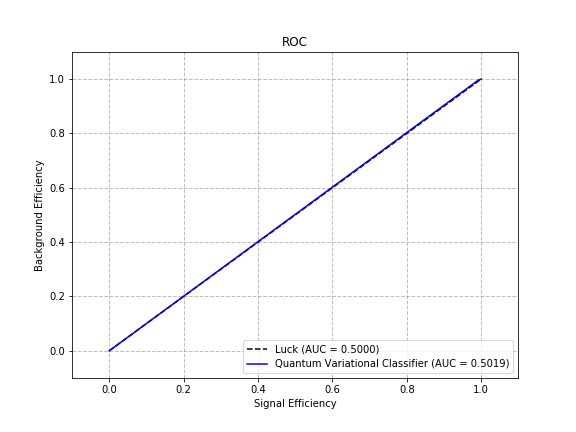 ROC
Background Efficiency
1.0
0.8
0.6
0.4
0.2
0.0
Luck (AUC = 0.5000)
Quantum Variational Classifier (AUC = 0.5019)
0.0 0.2 0.4 0.6 0.8 1.0
Signal Efficiency